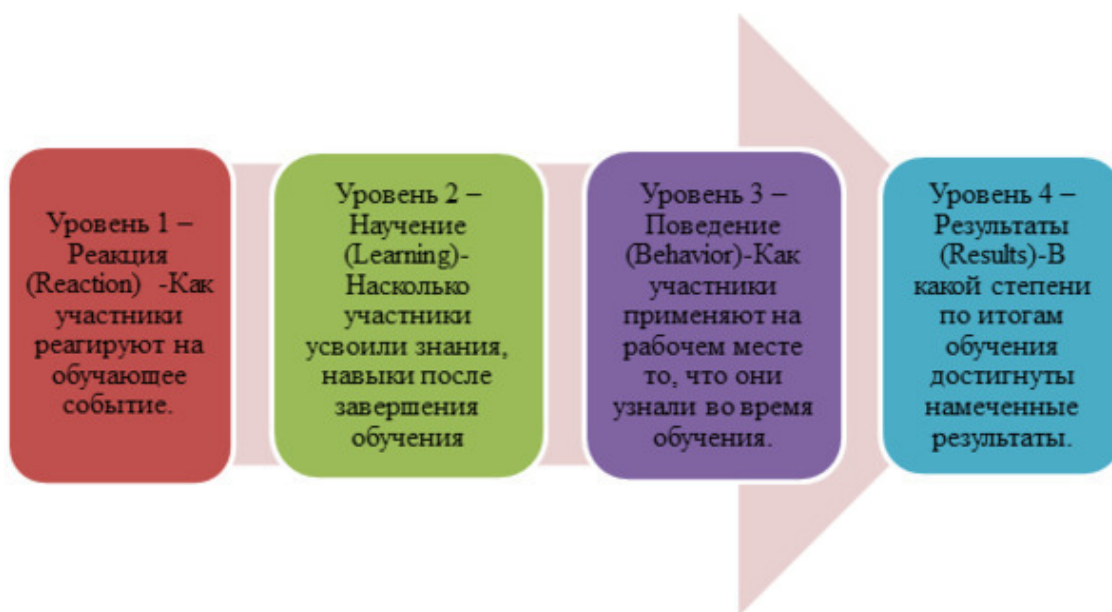 Уровень 1 –
Реакция
(Reaction) -Как
участники
реагируют на
обучающее
событие.
Уровень 2 –
Научение
(Learning)-
Насколько
участники
усвоили знания,
навыки после
завершения
обучения
Уровень 3 –
Поведение
(Behavior)-Как
участники
применяют на
рабочем месте
то, что они
узнали во время
обучения.
Уровень 4 –
Результаты
(Results)-В
какой степени
по итогам
обучения
достигнуты
намеченные
результаты.